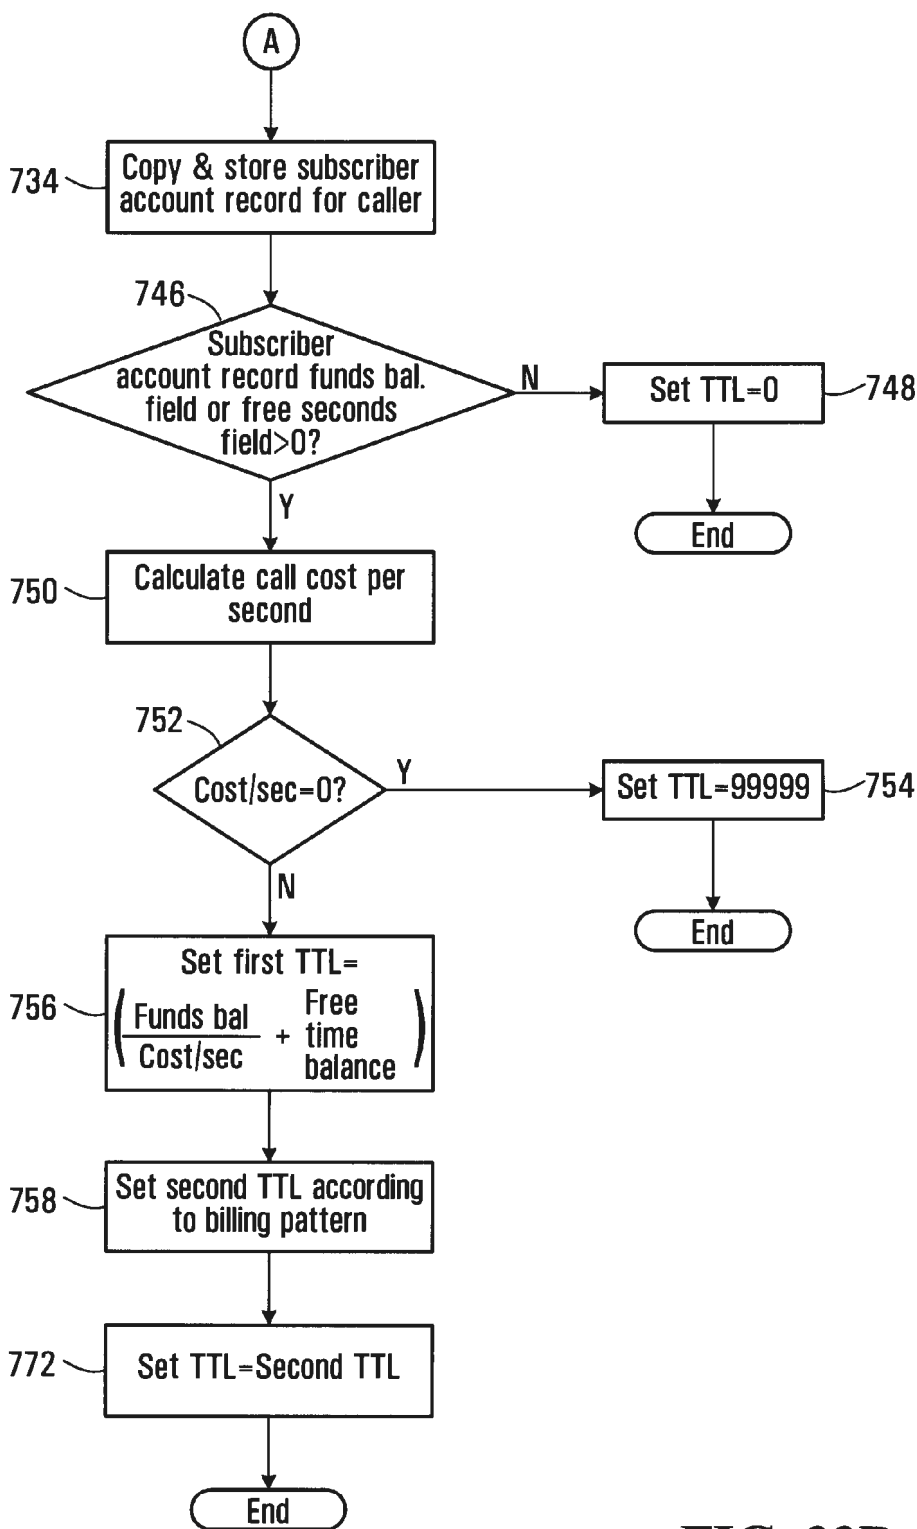 A
734
Copy & store subscriber
account record for caller
746
Subscriber
account record funds bal.
field or free seconds
field>0?
N
Set TTL=0
748
End
Y
750
Calculate call cost per
second
752
Cost/sec=0?
Y
Set TTL=99999
754
End
N
756
Set first TTL=
( Funds bal
Cost/sec
+
Free
time
balance )
758
Set second TTL according
to billing pattern
772
Set TTL=Second TTL
End